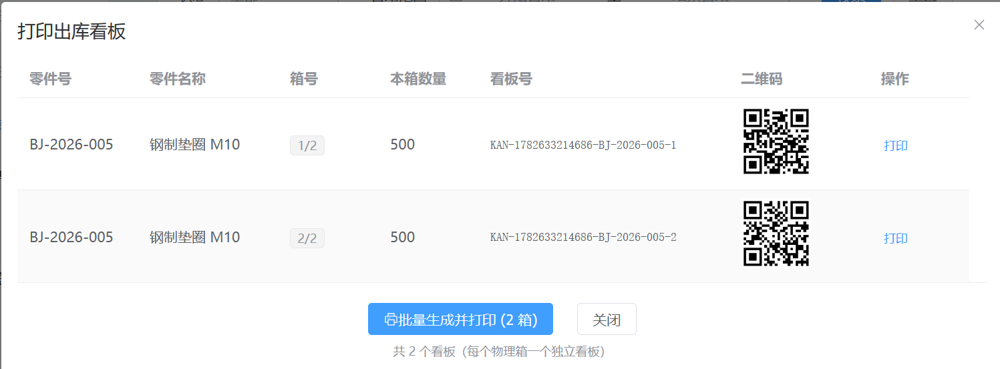 打印出库看板
零件号 零件名称 箱号 本箱数量 看板号 二维码 操作
BJ-2026-005 钢制垫圈 M10 1/2 500 KAN-1782633214686-BJ-2026-005-1 打印
BJ-2026-005 钢制垫圈 M10 2/2 500 KAN-1782633214686-BJ-2026-005-2 打印
批量生成并打印 (2 箱) 关闭
共 2 个看板（每个物理箱一个独立看板）